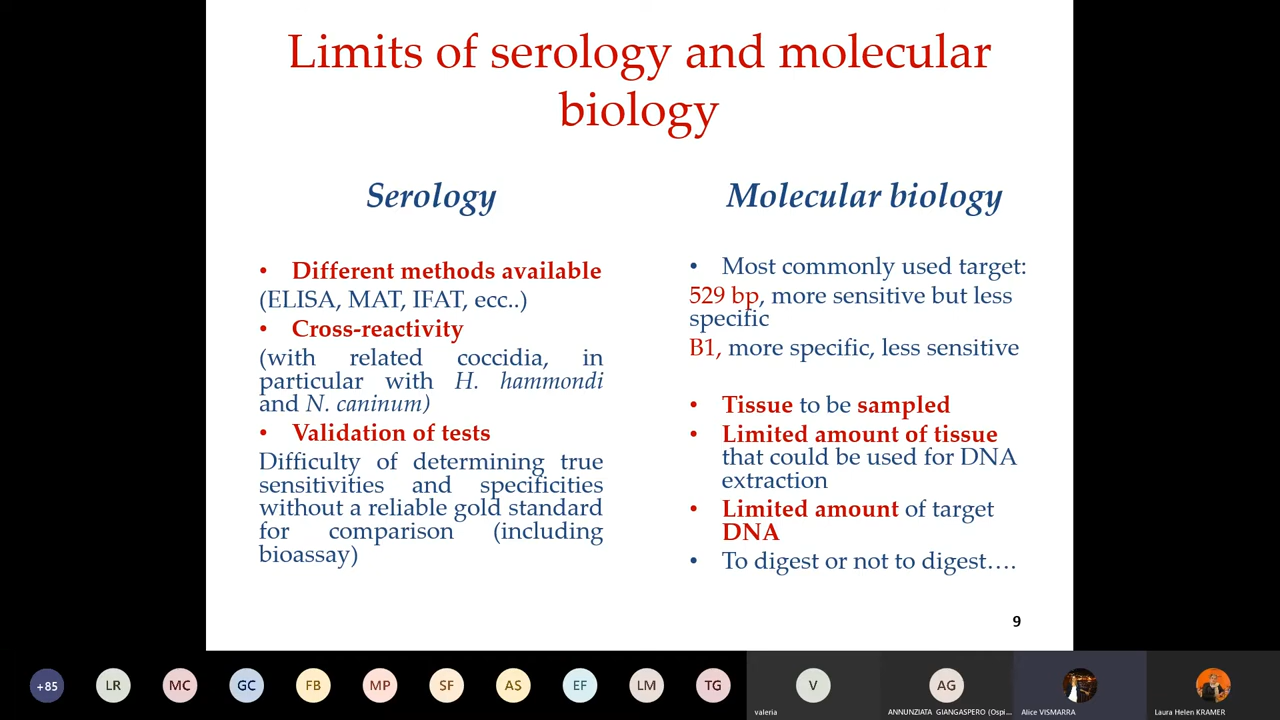 Limits of serology and molecular
biology
Serology
• Different methods available
(ELISA, MAT, IFAT, ecc..)
• Cross-reactivity
(with related coccidia, in
particular with H. hammondi
and N. caninum)
• Validation of tests
Difficulty of determining true
sensitivities and specificities
without a reliable gold standard
for comparison (including
bioassay)
Molecular biology
• Most commonly used target:
529 bp, more sensitive but less
specific
B1, more specific, less sensitive
• Tissue to be sampled
• Limited amount of tissue
that could be used for DNA
extraction
• Limited amount of target
DNA
• To digest or not to digest….
9
+85
LR
MC
GC
FB
MP
SF
AS
EF
LM
TG
V
valeria
AG
ANNUNZIATA GIANGASPERO (Ospi...
Alice VISMARRA
Laura Helen KRAMER